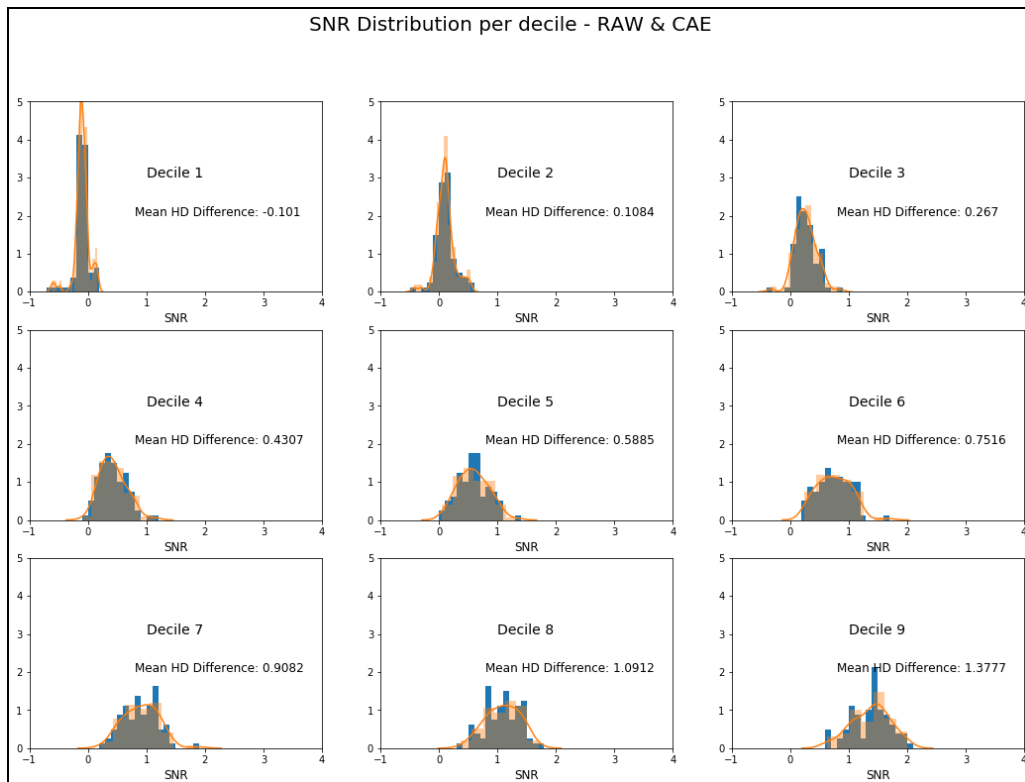 SNR Distribution per decile - RAW & CAE
5
4
3
2
1
0
Decile 1
Mean HD Difference: -0.101
-1 0 1 2 3 4
SNR
5
4
3
2
1
0
Decile 2
Mean HD Difference: 0.1084
-1 0 1 2 3 4
SNR
5
4
3
2
1
0
Decile 3
Mean HD Difference: 0.267
-1 0 1 2 3 4
SNR
5
4
3
2
1
0
Decile 4
Mean HD Difference: 0.4307
-1 0 1 2 3 4
SNR
5
4
3
2
1
0
Decile 5
Mean HD Difference: 0.5885
-1 0 1 2 3 4
SNR
5
4
3
2
1
0
Decile 6
Mean HD Difference: 0.7516
-1 0 1 2 3 4
SNR
5
4
3
2
1
0
Decile 7
Mean HD Difference: 0.9082
-1 0 1 2 3 4
SNR
5
4
3
2
1
0
Decile 8
Mean HD Difference: 1.0912
-1 0 1 2 3 4
SNR
5
4
3
2
1
0
Decile 9
Mean HD Difference: 1.3777
-1 0 1 2 3 4
SNR